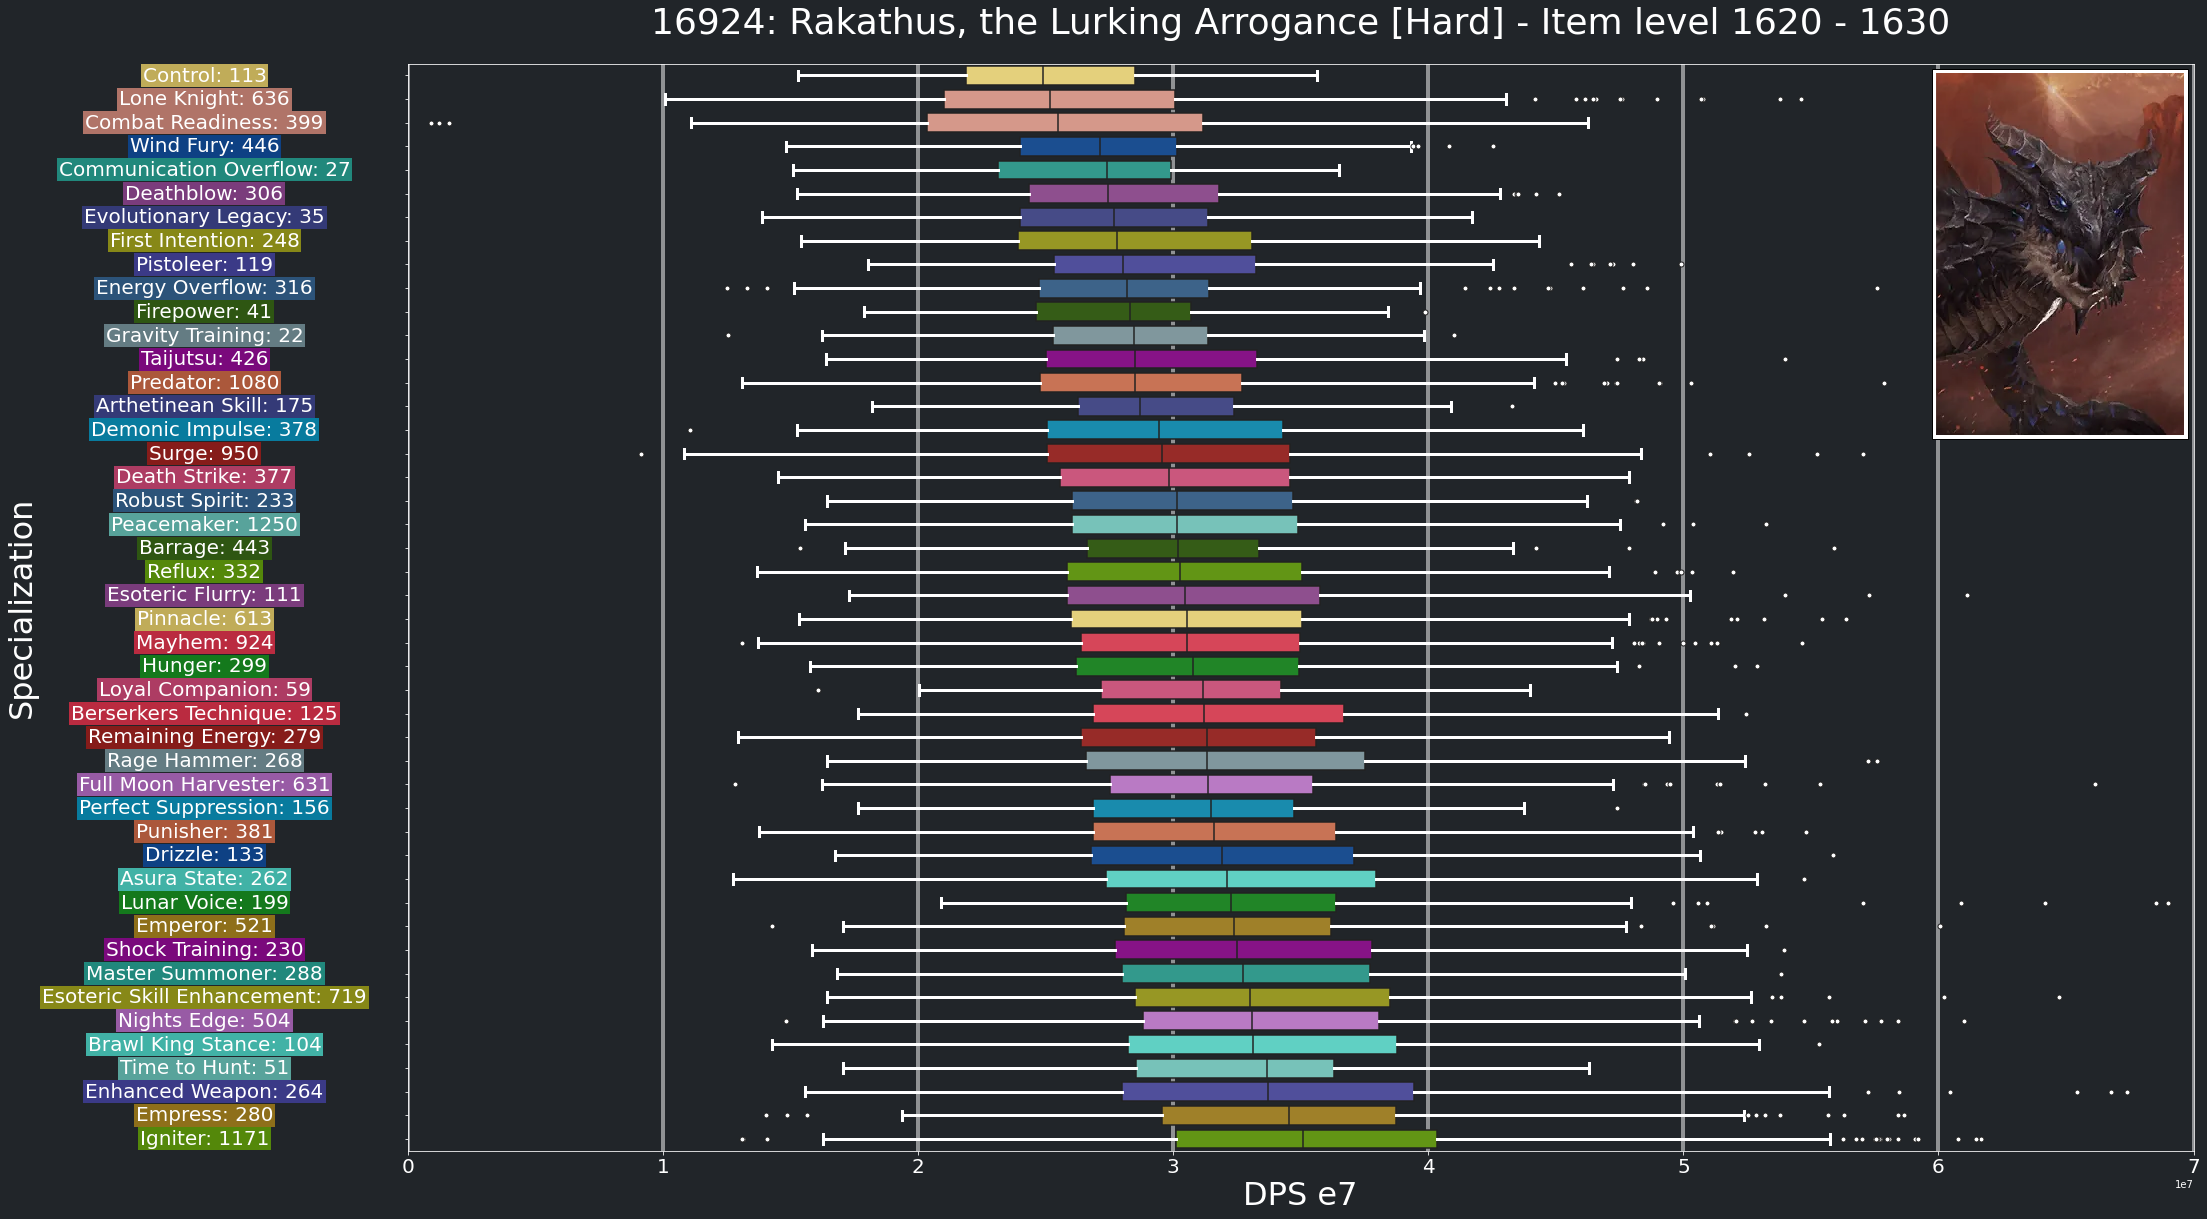 16924: Rakathus, the Lurking Arrogance [Hard] - Item level 1620 - 1630
Specialization
Control: 113
Lone Knight: 636
Combat Readiness: 399
Wind Fury: 446
Communication Overflow: 27
Deathblow: 306
Evolutionary Legacy: 35
First Intention: 248
Pistoleer: 119
Energy Overflow: 316
Firepower: 41
Gravity Training: 22
Taijutsu: 426
Predator: 1080
Arthetinean Skill: 175
Demonic Impulse: 378
Surge: 950
Death Strike: 377
Robust Spirit: 233
Peacemaker: 1250
Barrage: 443
Reflux: 332
Esoteric Flurry: 111
Pinnacle: 613
Mayhem: 924
Hunger: 299
Loyal Companion: 59
Berserkers Technique: 125
Remaining Energy: 279
Rage Hammer: 268
Full Moon Harvester: 631
Perfect Suppression: 156
Punisher: 381
Drizzle: 133
Asura State: 262
Lunar Voice: 199
Emperor: 521
Shock Training: 230
Master Summoner: 288
Esoteric Skill Enhancement: 719
Nights Edge: 504
Brawl King Stance: 104
Time to Hunt: 51
Enhanced Weapon: 264
Empress: 280
Igniter: 1171
0 1 2 3 4 5 6 7
1e7
DPS e7